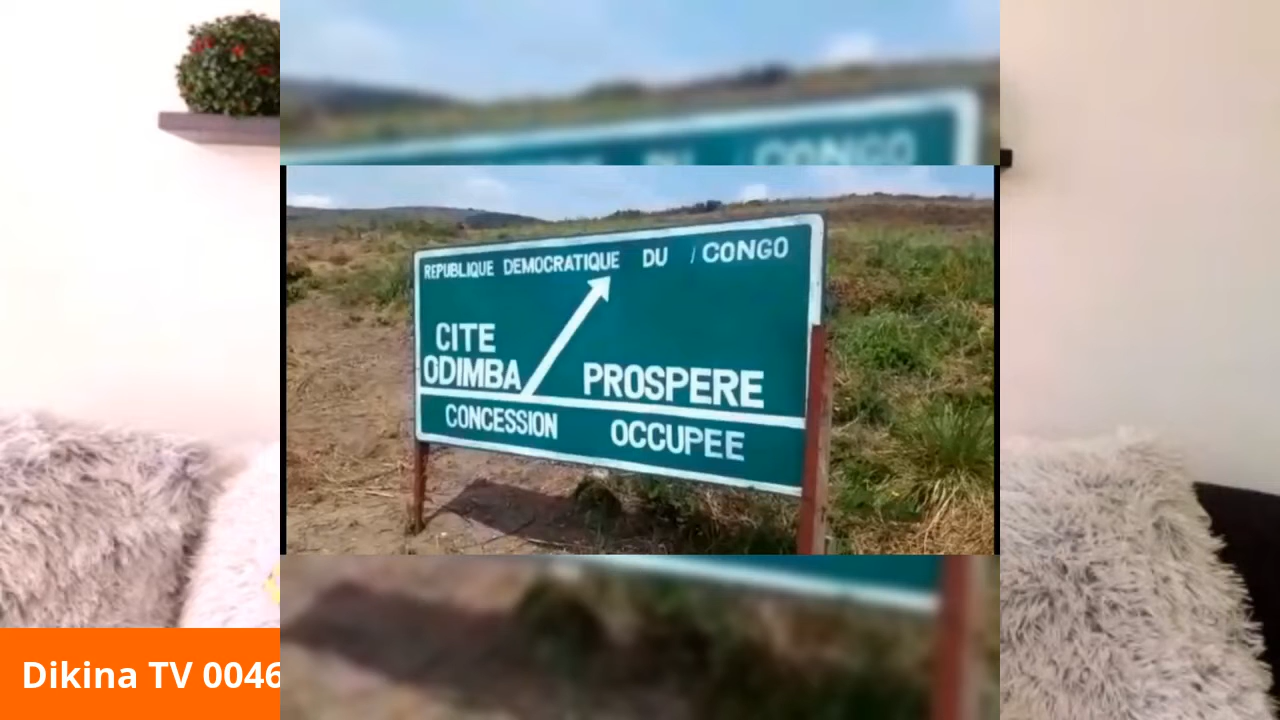 REPUBLIQUE DEMOCRATIQUE DU / CONGO
CITE
ODIMBA PROSPERE
CONCESSION OCCUPEE
CONGO
Dikina TV 0046